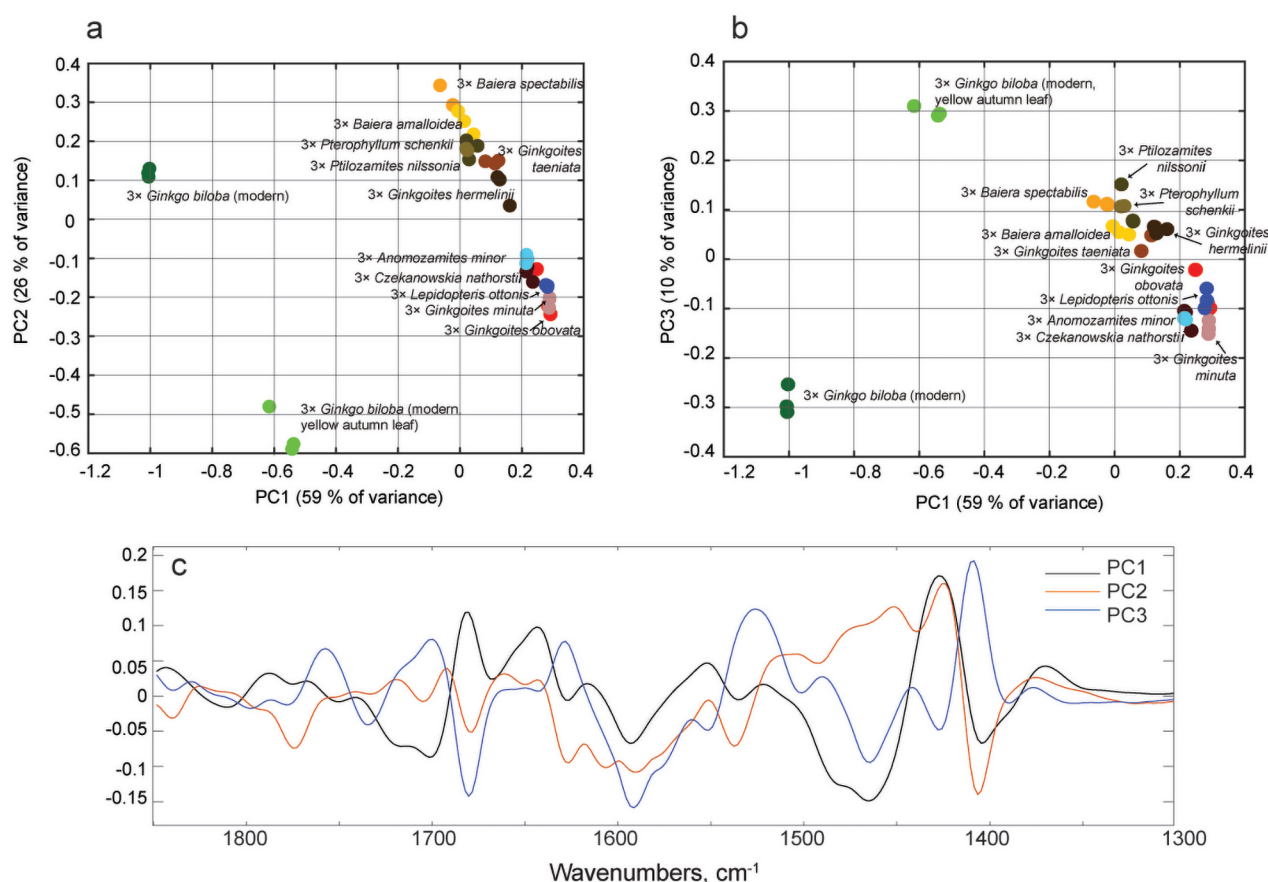 a
0.4
0.3
0.2
0.1
0
-0.1
-0.2
-0.3
-0.4
-0.5
-0.6
PC2 (26 % of variance)
3× Baiera spectabilis
3× Baiera amalloidea
3× Pterophyllum schenkii
3× Ptilozamites nilssonia
3× Ginkgoites
taeniata
3× Ginkgoites hermelinii
3× Ginkgo biloba (modern)
3× Anomozamites minor
3× Czekanowskia nathorstii
3× Lepidopteris ottonis
3× Ginkgoites minuta
3× Ginkgoites obovata
3× Ginkgo biloba (modern,
yellow autumn leaf)
-1.2 -1 -0.8 -0.6 -0.4 -0.2 0 0.2 0.4
PC1 (59 % of variance)
b
0.4
0.3
0.2
0.1
0
-0.1
-0.2
-0.3
-0.4
PC3 (10 % of variance)
3× Ginkgo biloba (modern,
yellow autumn leaf)
3× Ptilozamites
nilssonii
3× Baiera spectabilis
3× Pterophyllum
schenkii
3× Baiera amalloidea
3× Ginkgoites
hermelinii
3× Ginkgoites taeniata
3× Ginkgoites
obovata
3× Lepidopteris ottonis
3× Anomozamites minor
3× Czekanowskia nathorstii
3× Ginkgoites
minuta
3× Ginkgo biloba (modern)
-1.2 -1 -0.8 -0.6 -0.4 -0.2 0 0.2 0.4
PC1 (59 % of variance)
c
0.2
0.15
0.1
0.05
0
-0.05
-0.1
-0.15
PC1
PC2
PC3
1800 1700 1600 1500 1400 1300
Wavenumbers, cm⁻¹